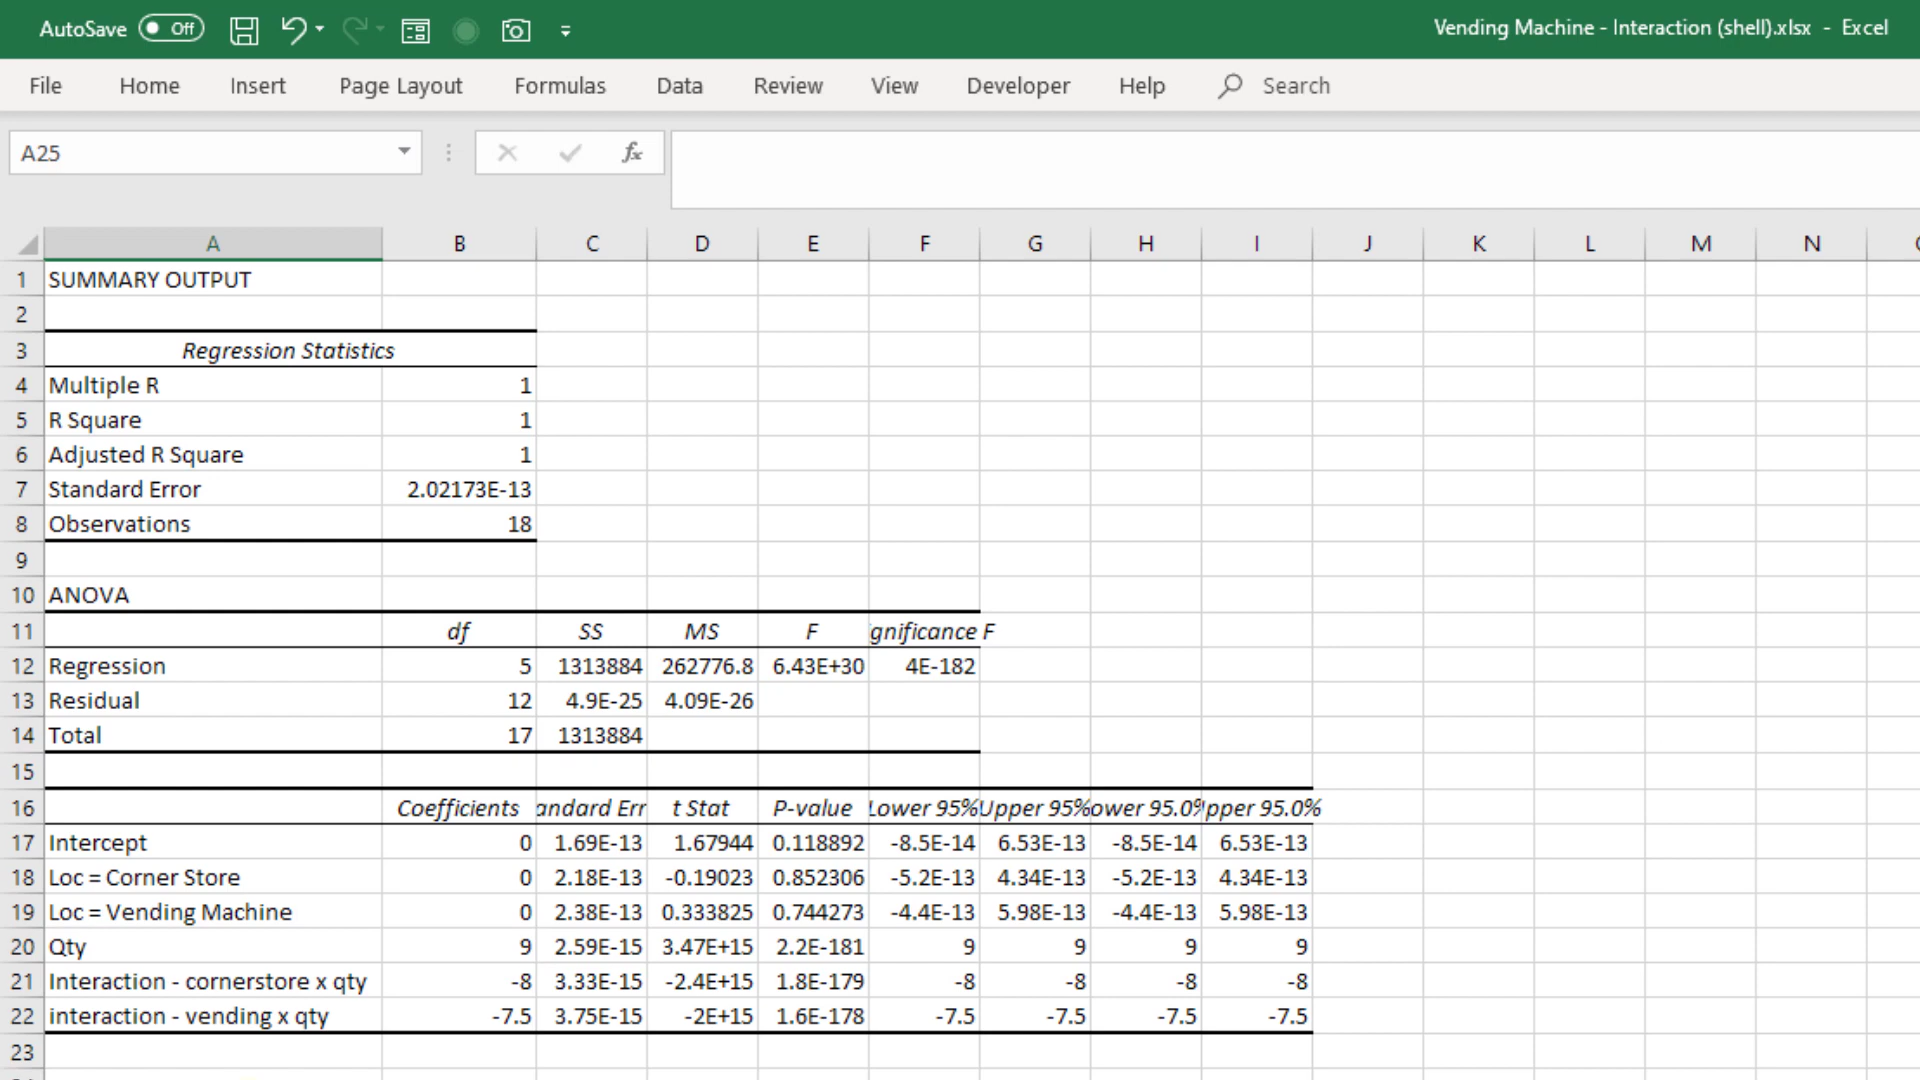 AutoSave Off Vending Machine - Interaction (shell).xlsx - Excel
File Home Insert Page Layout Formulas Data Review View Developer Help Search
A25 fx
A B C D E F G H I J K L M N
1 SUMMARY OUTPUT
2
3 Regression Statistics
4 Multiple R 1
5 R Square 1
6 Adjusted R Square 1
7 Standard Error 2.02173E-13
8 Observations 18
9
10 ANOVA
11 df SS MS F gnificance F
12 Regression 5 1313884 262776.8 6.43E+30 4E-182
13 Residual 12 4.9E-25 4.09E-26
14 Total 17 1313884
15
16 Coefficients andard Err t Stat P-value Lower 95% Upper 95% ower 95.0% pper 95.0%
17 Intercept 0 1.69E-13 1.67944 0.118892 -8.5E-14 6.53E-13 -8.5E-14 6.53E-13
18 Loc = Corner Store 0 2.18E-13 -0.19023 0.852306 -5.2E-13 4.34E-13 -5.2E-13 4.34E-13
19 Loc = Vending Machine 0 2.38E-13 0.333825 0.744273 -4.4E-13 5.98E-13 -4.4E-13 5.98E-13
20 Qty 9 2.59E-15 3.47E+15 2.2E-181 9 9 9 9
21 Interaction - cornerstore x qty -8 3.33E-15 -2.4E+15 1.8E-179 -8 -8 -8 -8
22 interaction - vending x qty -7.5 3.75E-15 -2E+15 1.6E-178 -7.5 -7.5 -7.5 -7.5
23